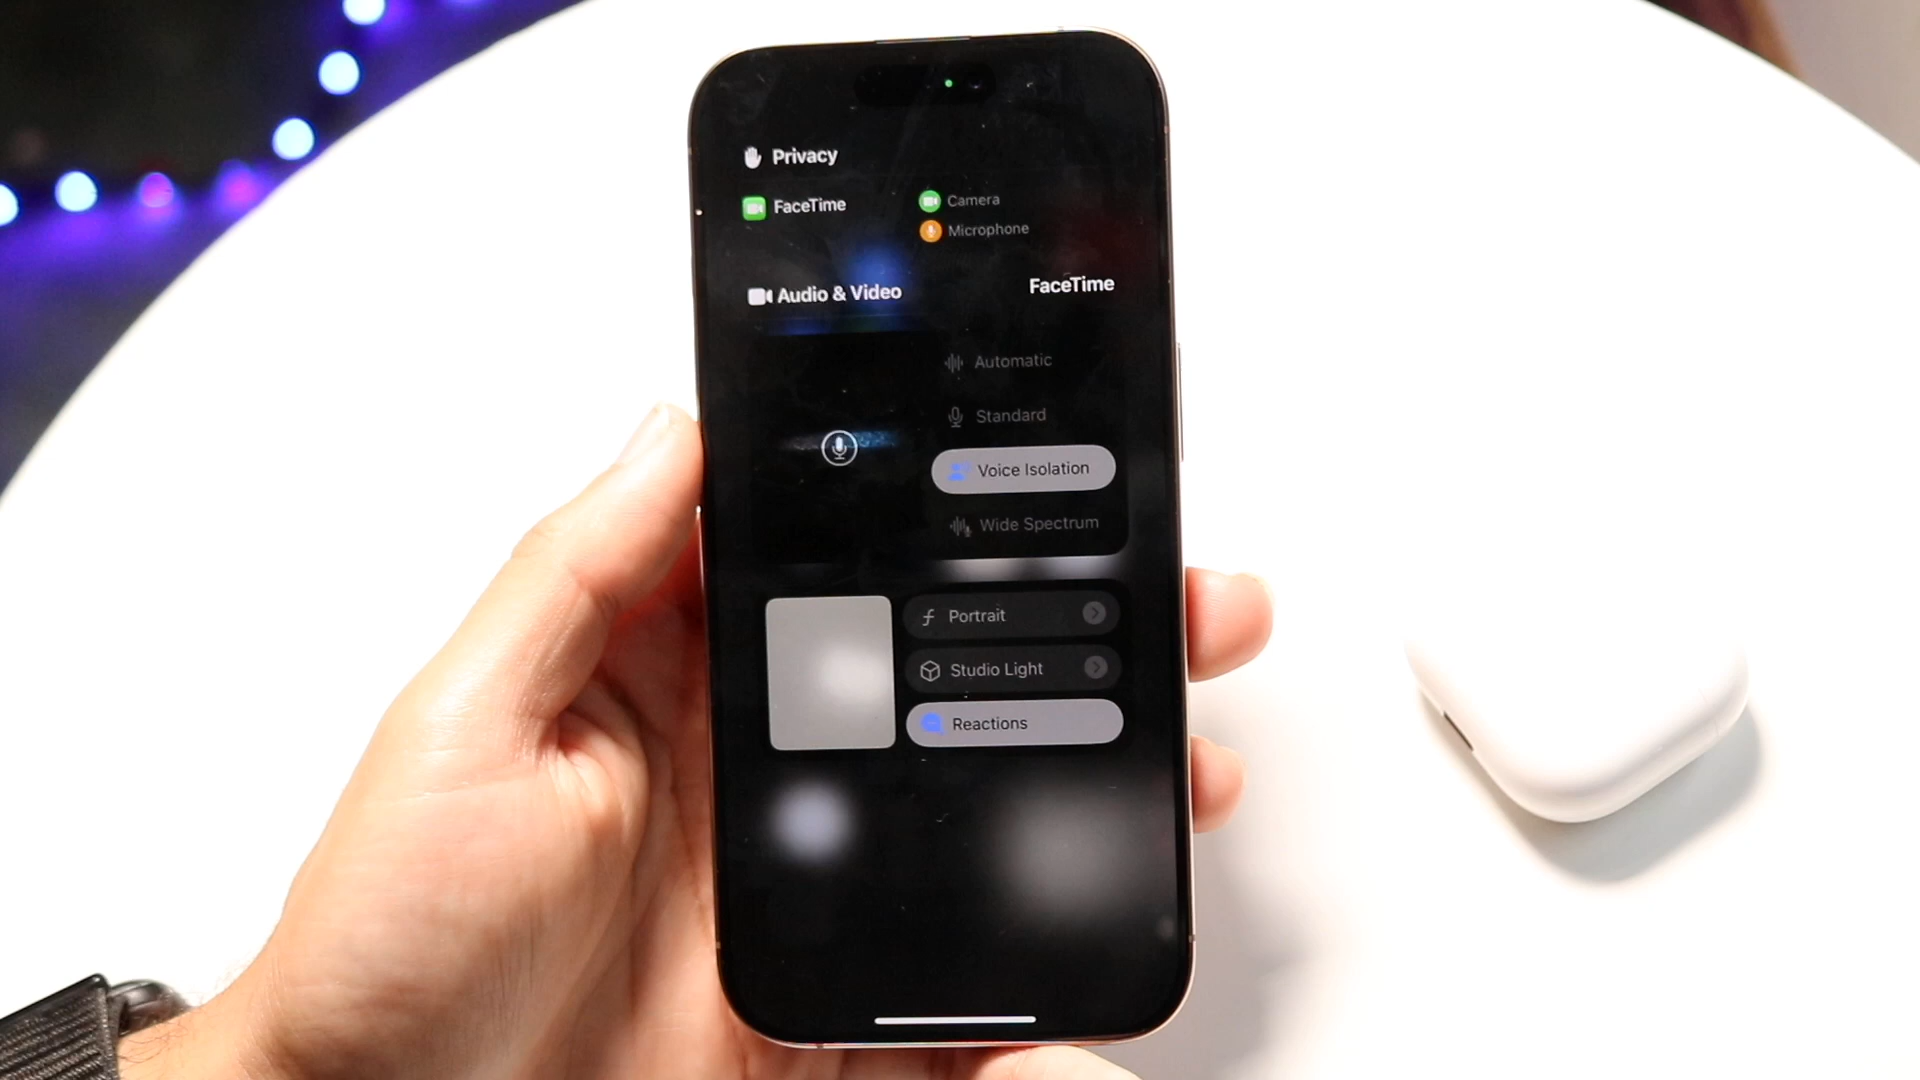 Privacy
FaceTime
Camera
Microphone
Audio & Video
FaceTime
Automatic
Standard
Voice Isolation
Wide Spectrum
Portrait
Studio Light
Reactions